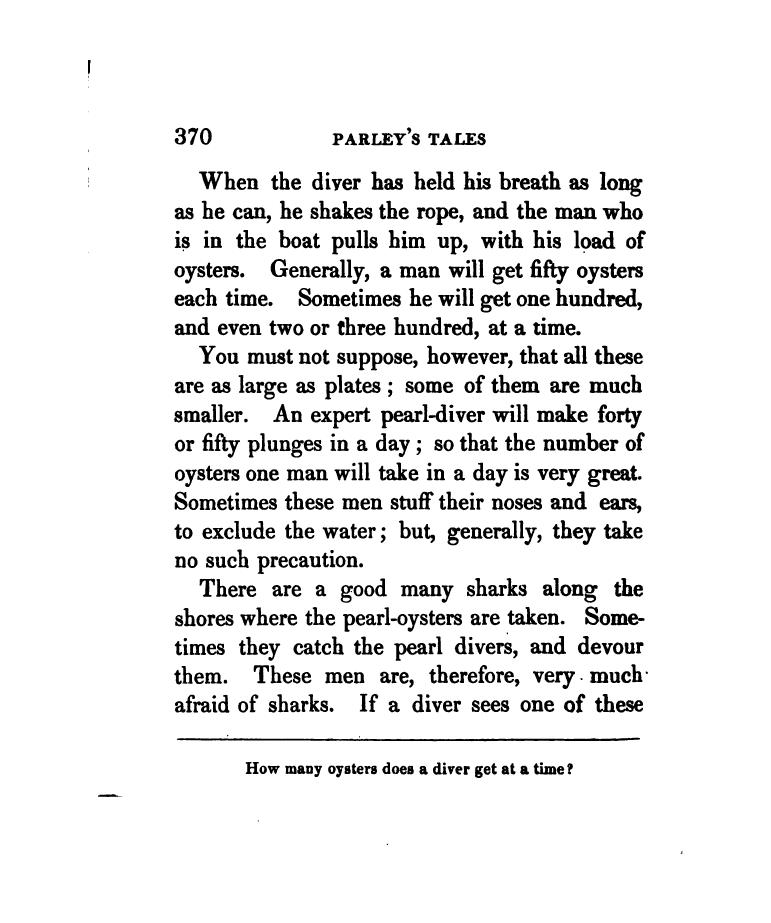 370 PARLEY'S TALES
When the diver has held his breath as long
as he can, he shakes the rope, and the man who
is in the boat pulls him up, with his load of
oysters. Generally, a man will get fifty oysters
each time. Sometimes he will get one hundred,
and even two or three hundred, at a time.
You must not suppose, however, that all these
are as large as plates ; some of them are much
smaller. An expert pearl-diver will make forty
or fifty plunges in a day ; so that the number of
oysters one man will take in a day is very great.
Sometimes these men stuff their noses and ears,
to exclude the water ; but, generally, they take
no such precaution.
There are a good many sharks along the
shores where the pearl-oysters are taken. Some-
times they catch the pearl divers, and devour
them. These men are, therefore, very much
afraid of sharks. If a diver sees one of these
How many oysters does a diver get at a time?